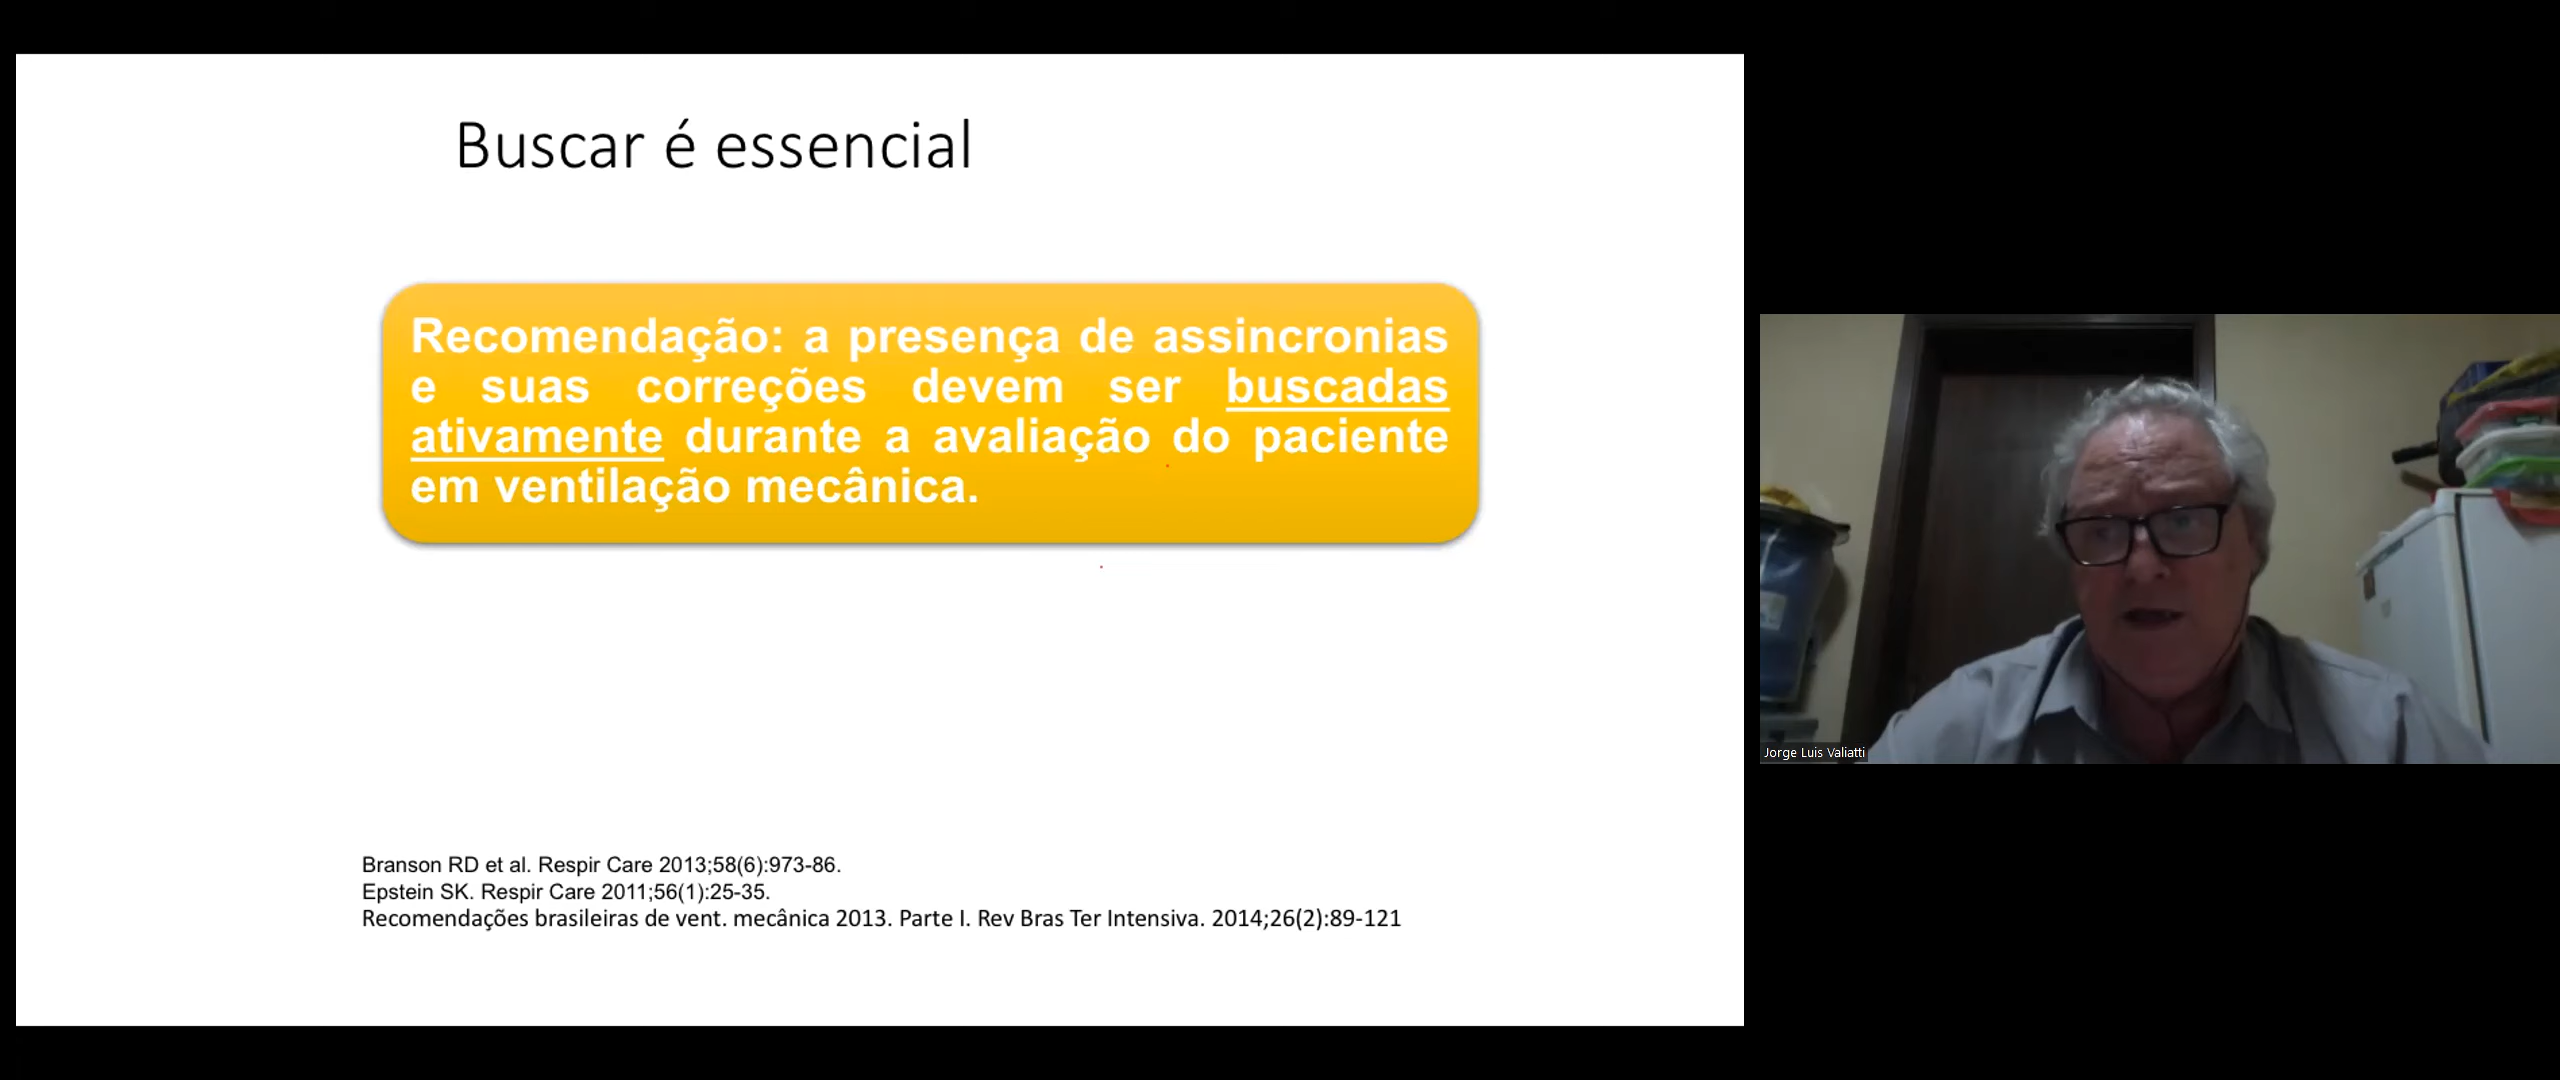 Buscar é essencial
Recomendação: a presença de assincronias
e suas correções devem ser buscadas
ativamente durante a avaliação do paciente
em ventilação mecânica.
Branson RD et al. Respir Care 2013;58(6):973-86.
Epstein SK. Respir Care 2011;56(1):25-35.
Recomendações brasileiras de vent. mecânica 2013. Parte I. Rev Bras Ter Intensiva. 2014;26(2):89-121
Jorge Luis Valiatti